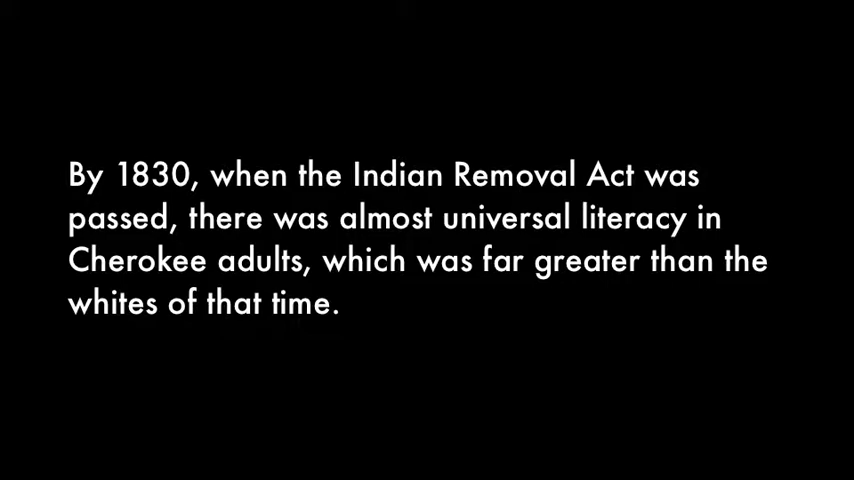 By 1830, when the Indian Removal Act was
passed, there was almost universal literacy in
Cherokee adults, which was far greater than the
whites of that time.